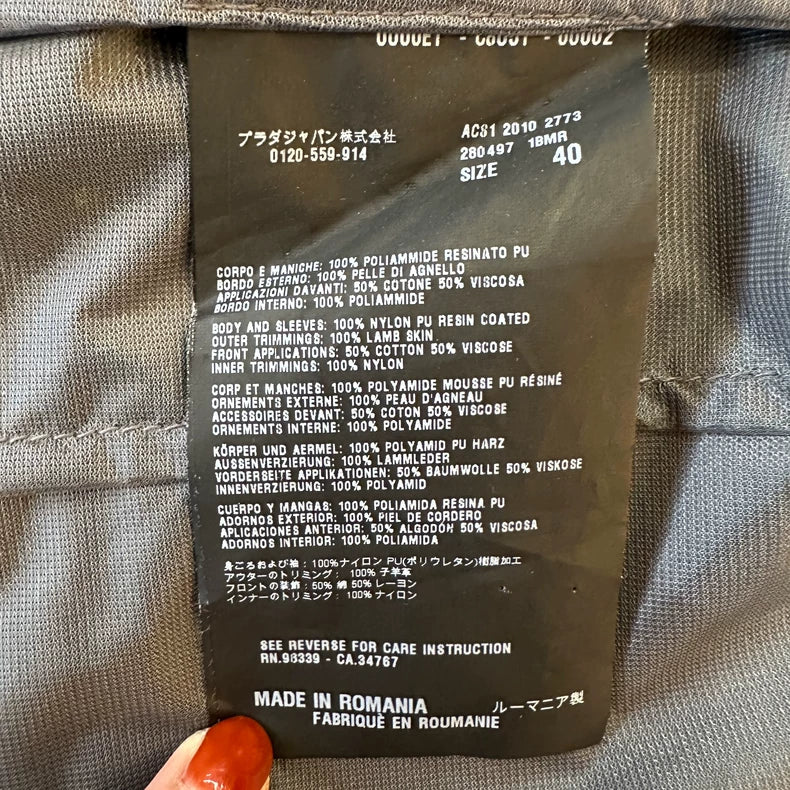 プラダジャパン株式会社
0120-559-914
ACS1 2010 2773
280497 1BMR
SIZE 40
CORPO E MANICHE: 100% POLIAMMIDE RESINATO PU
BORDO ESTERNO: 100% PELLE DI AGNELLO
APPLICAZIONI DAVANTI: 50% COTONE 50% VISCOSA
BORDO INTERNO: 100% POLIAMMIDE
BODY AND SLEEVES: 100% NYLON PU RESIN COATED
OUTER TRIMMINGS: 100% LAMB SKIN
FRONT APPLICATIONS: 50% COTTON 50% VISCOSE
INNER TRIMMINGS: 100% NYLON
CORP ET MANCHES: 100% POLYAMIDE MOUSSE PU RÉSINÉ
ORNEMENTS EXTERNE: 100% PEAU D'AGNEAU
ACCESSOIRES DEVANT: 50% COTON 50% VISCOSE
ORNEMENTS INTERNE: 100% POLYAMIDE
KÖRPER UND AERMEL: 100% POLYAMID PU HARZ
AUSSENVERZIERUNG: 100% LAMMLEDER
VORDERSEITE APPLIKATIONEN: 50% BAUMWOLLE 50% VISKOSE
INNENVERZIERUNG: 100% POLYAMID
CUERPO Y MANGAS: 100% POLIAMIDA RESINA PU
ADORNOS EXTERIOR: 100% PIEL DE CORDERO
APLICACIONES ANTERIOR: 50% ALGODÓN 50% VISCOSA
ADORNOS INTERIOR: 100% POLIAMIDA
身ごろおよび袖：100%ナイロン PU(ポリウレタン)樹脂加工
アウターのトリミング： 100% 子羊革
フロントの装飾：50% 綿 50% レーヨン
インナーのトリミング：100% ナイロン
SEE REVERSE FOR CARE INSTRUCTION
RN.98339 - CA.34767
MADE IN ROMANIA ルーマニア製
FABRIQUÈ EN ROUMANIE